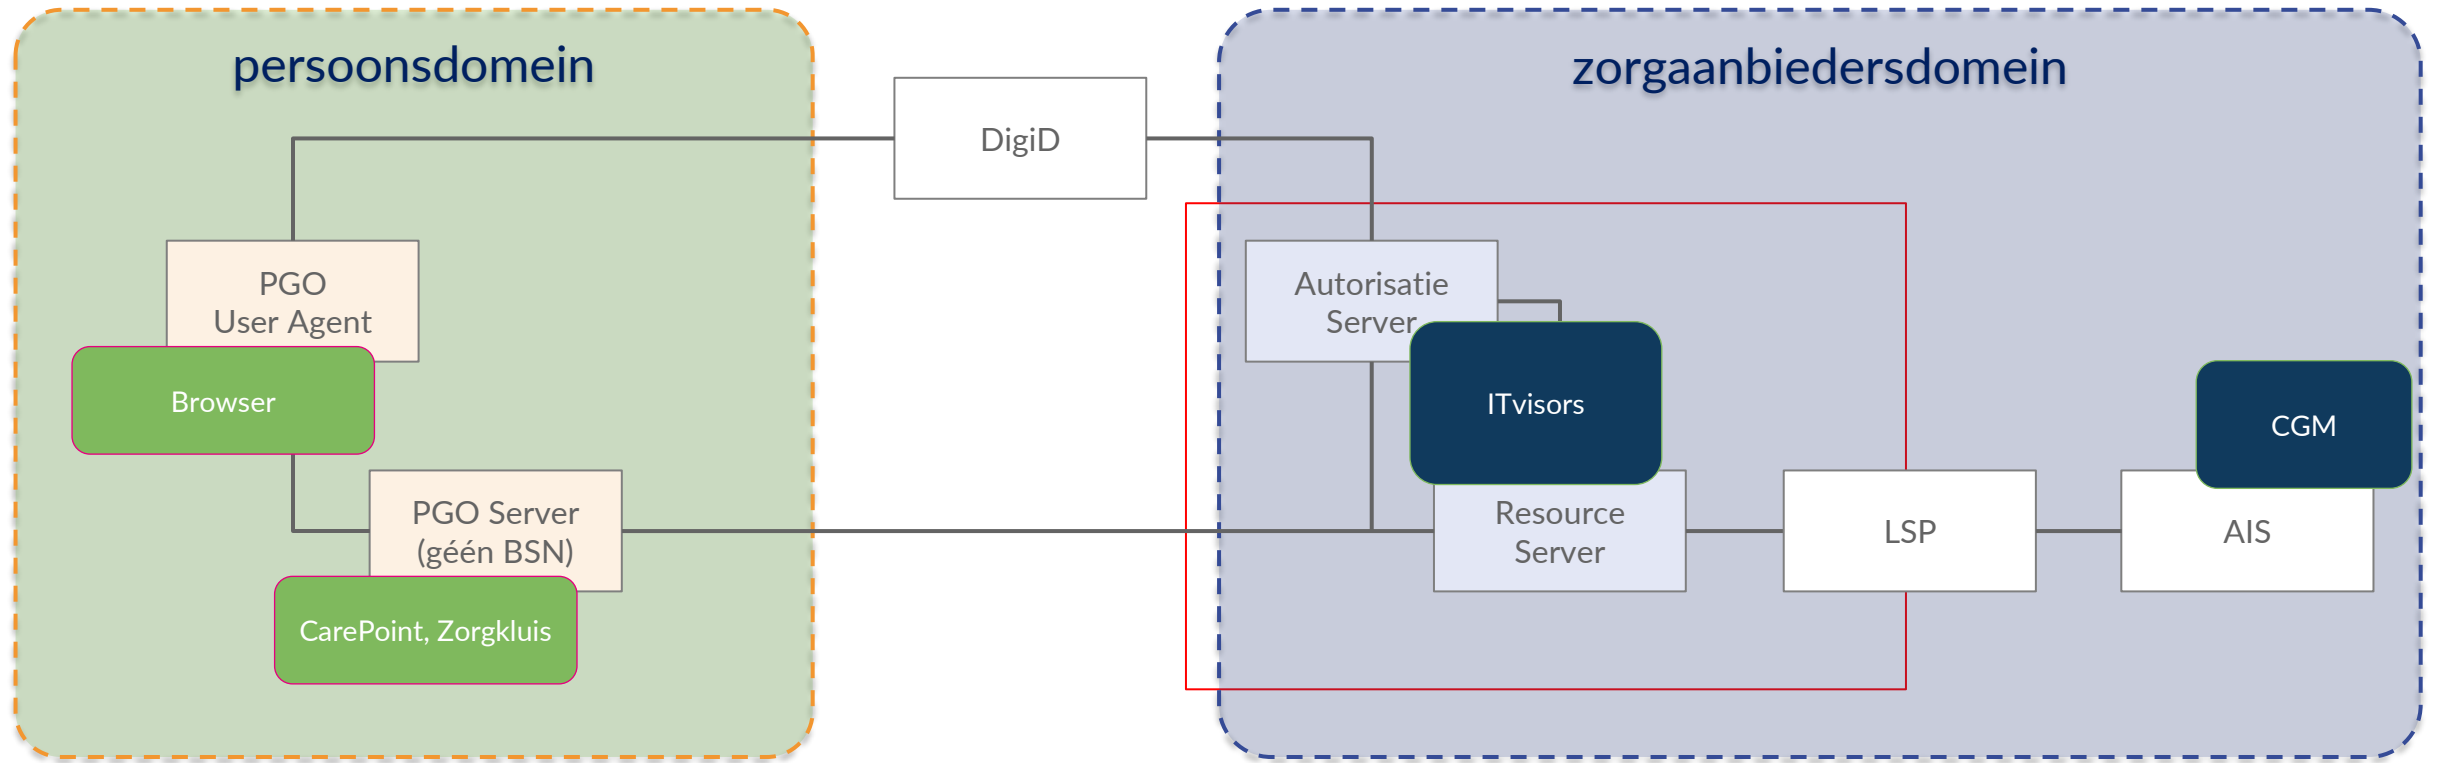 persoonsdomein
zorgaanbiedersdomein
DigiD
PGO
User Agent
Autorisatie
Server
Browser
ITvisors
CGM
PGO Server
(géén BSN)
Resource
Server
LSP
AIS
CarePoint, Zorgkluis